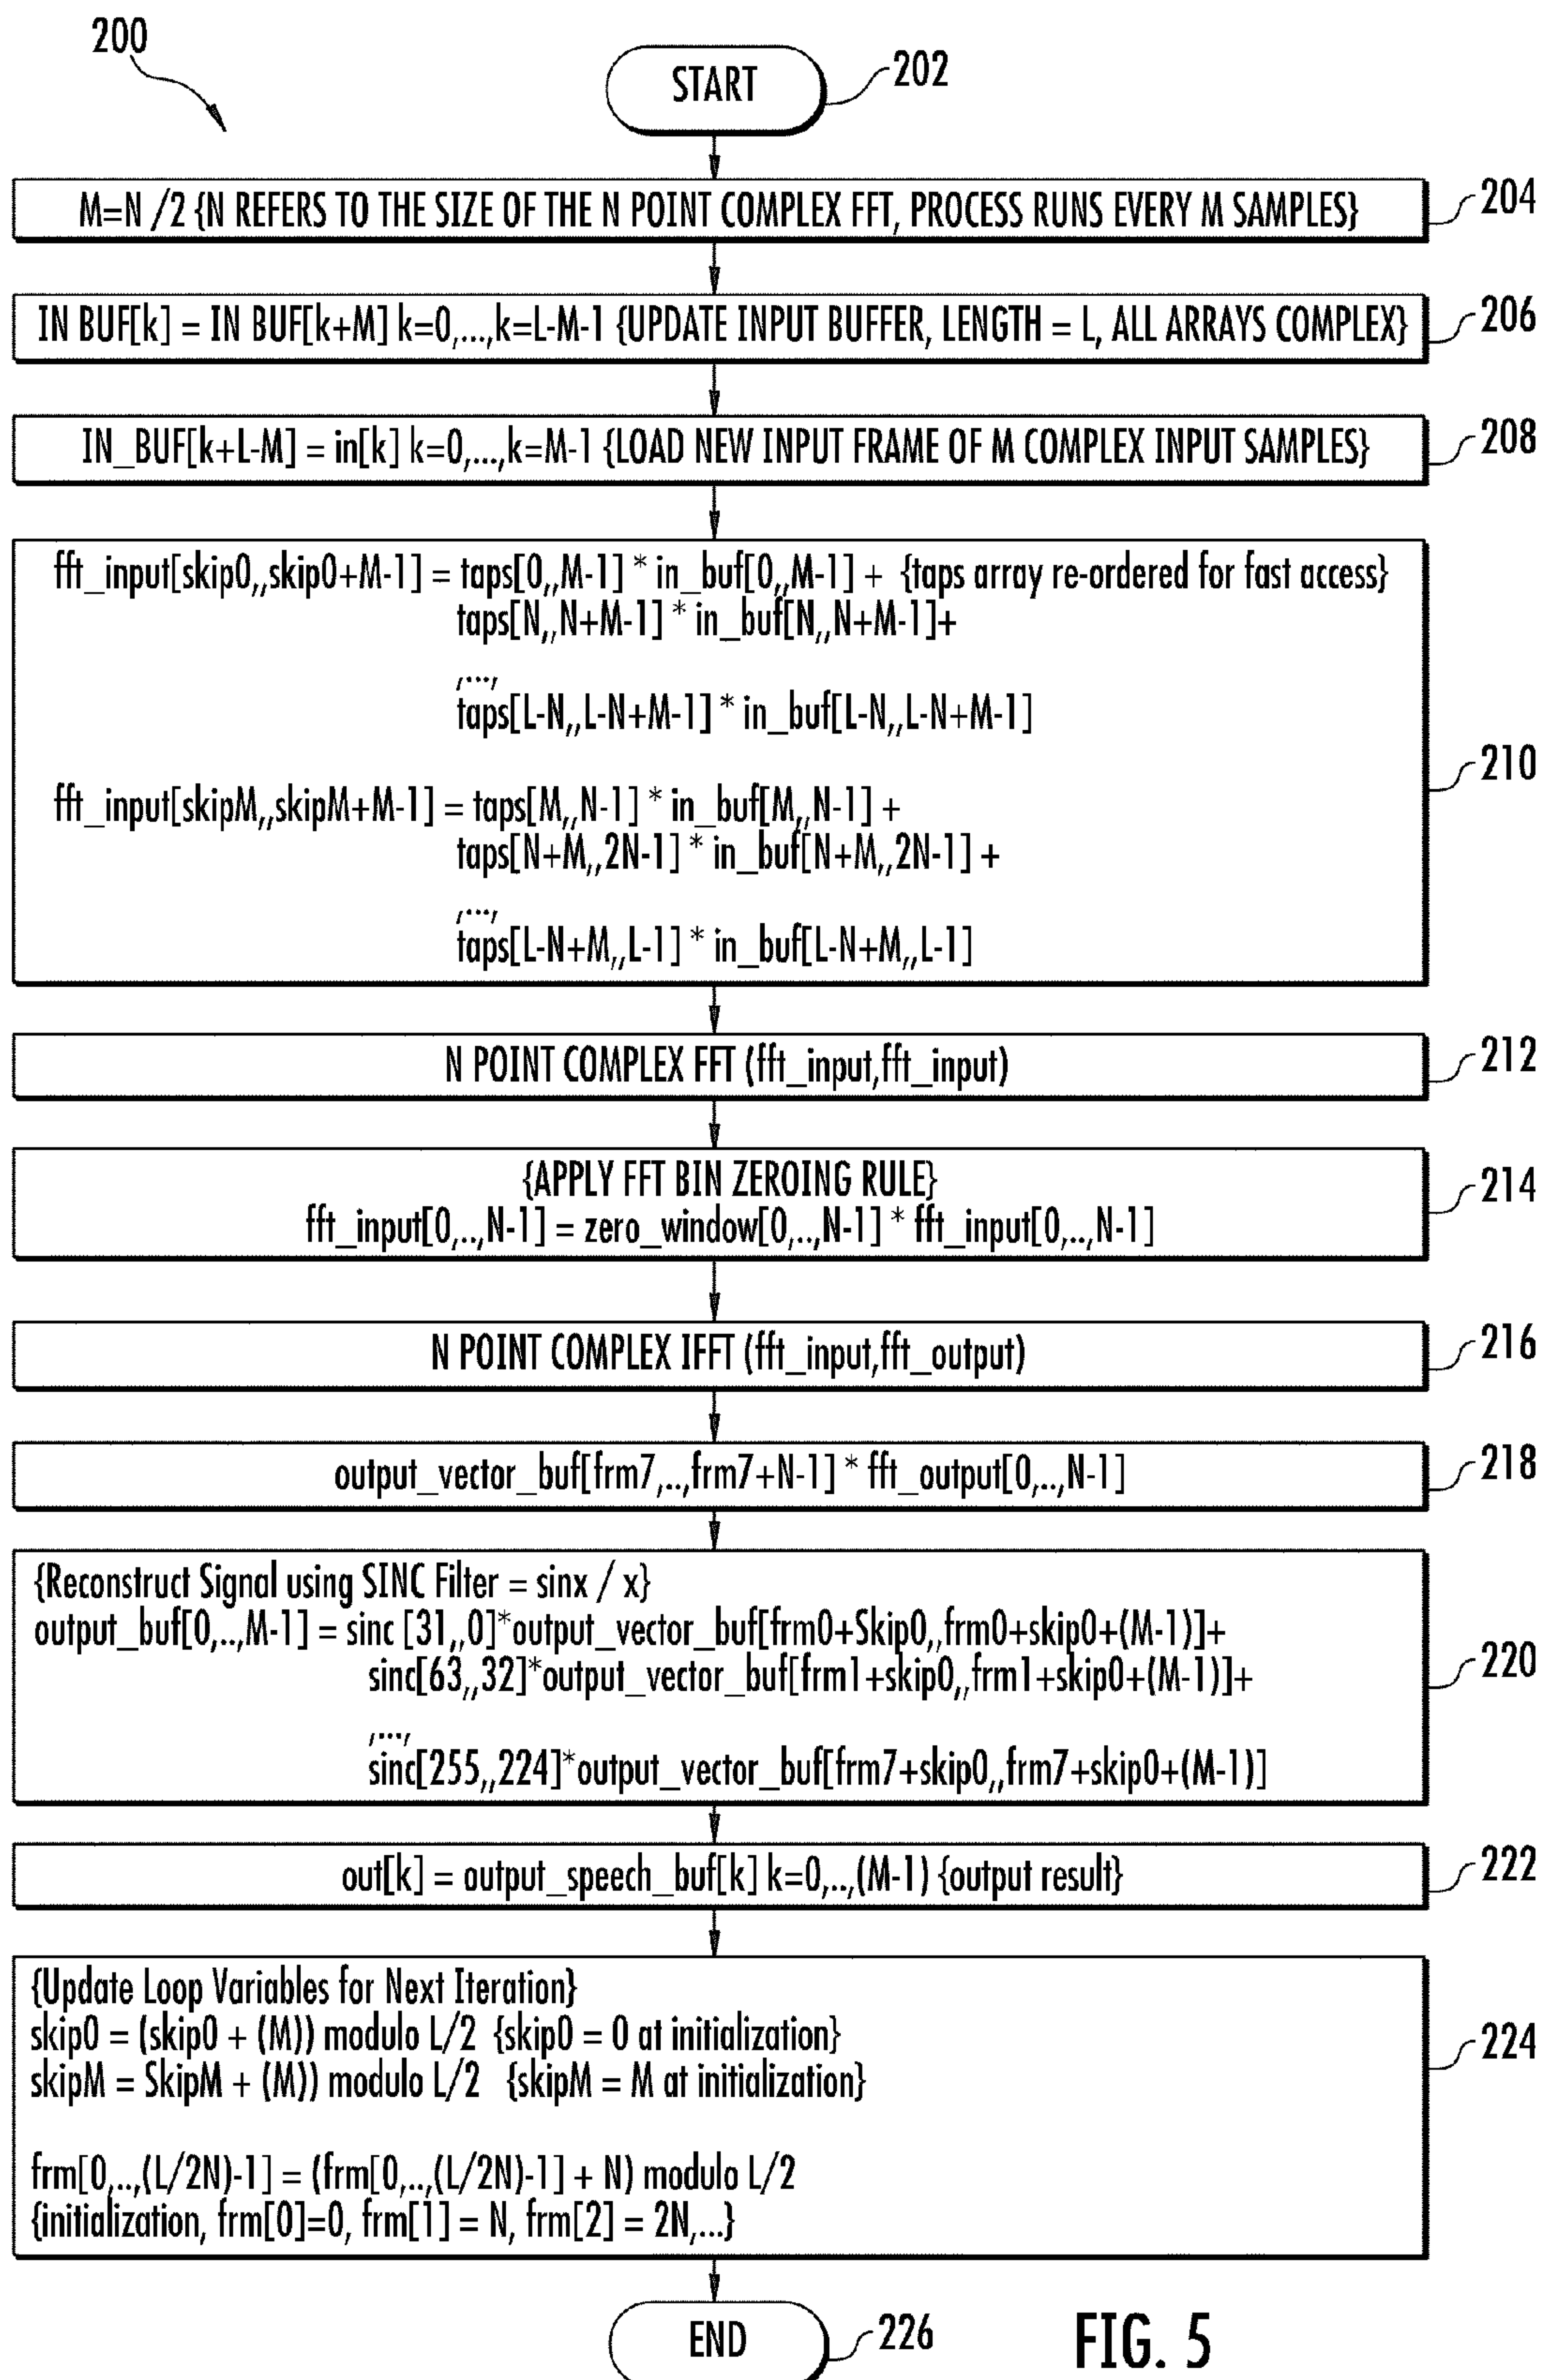 200
START
202
M=N /2 {N REFERS TO THE SIZE OF THE N POINT COMPLEX FFT, PROCESS RUNS EVERY M SAMPLES}
204
IN BUF[k] = IN BUF[k+M] k=0,...,k=L-M-1 {UPDATE INPUT BUFFER, LENGTH = L, ALL ARRAYS COMPLEX}
206
IN_BUF[k+L-M] = in[k] k=0,...,k=M-1 {LOAD NEW INPUT FRAME OF M COMPLEX INPUT SAMPLES}
208
fft_input[skip0,,skip0+M-1] = taps[0,,M-1] * in_buf[0,,M-1] + {taps array re-ordered for fast access}
taps[N,,N+M-1] * in_buf[N,,N+M-1]+
,...,
taps[L-N,,L-N+M-1] * in_buf[L-N,,L-N+M-1]
fft_input[skipM,,skipM+M-1] = taps[M,,N-1] * in_buf[M,,N-1] +
taps[N+M,,2N-1] * in_buf[N+M,,2N-1] +
,...,
taps[L-N+M,,L-1] * in_buf[L-N+M,,L-1]
210
N POINT COMPLEX FFT (fft_input,fft_input)
212
{APPLY FFT BIN ZEROING RULE}
fft_input[0,..,N-1] = zero_window[0,..,N-1] * fft_input[0,..,N-1]
214
N POINT COMPLEX IFFT (fft_input,fft_output)
216
output_vector_buf[frm7,..,frm7+N-1] * fft_output[0,..,N-1]
218
{Reconstruct Signal using SINC Filter = sinx / x}
output_buf[0,..,M-1] = sinc [31,,0]*output_vector_buf[frm0+Skip0,,frm0+skip0+(M-1)]+
sinc[63,,32]*output_vector_buf[frm1+skip0,,frm1+skip0+(M-1)]+
,...,
sinc[255,,224]*output_vector_buf[frm7+skip0,,frm7+skip0+(M-1)]
220
out[k] = output_speech_buf[k] k=0,..,(M-1) {output result}
222
{Update Loop Variables for Next Iteration}
skip0 = (skip0 + (M)) modulo L/2 {skip0 = 0 at initialization}
skipM = SkipM + (M)) modulo L/2 {skipM = M at initialization}
frm[0,..,(L/2N)-1] = (frm[0,..,(L/2N)-1] + N) modulo L/2
{initialization, frm[0]=0, frm[1] = N, frm[2] = 2N,...}
224
END
226
FIG. 5